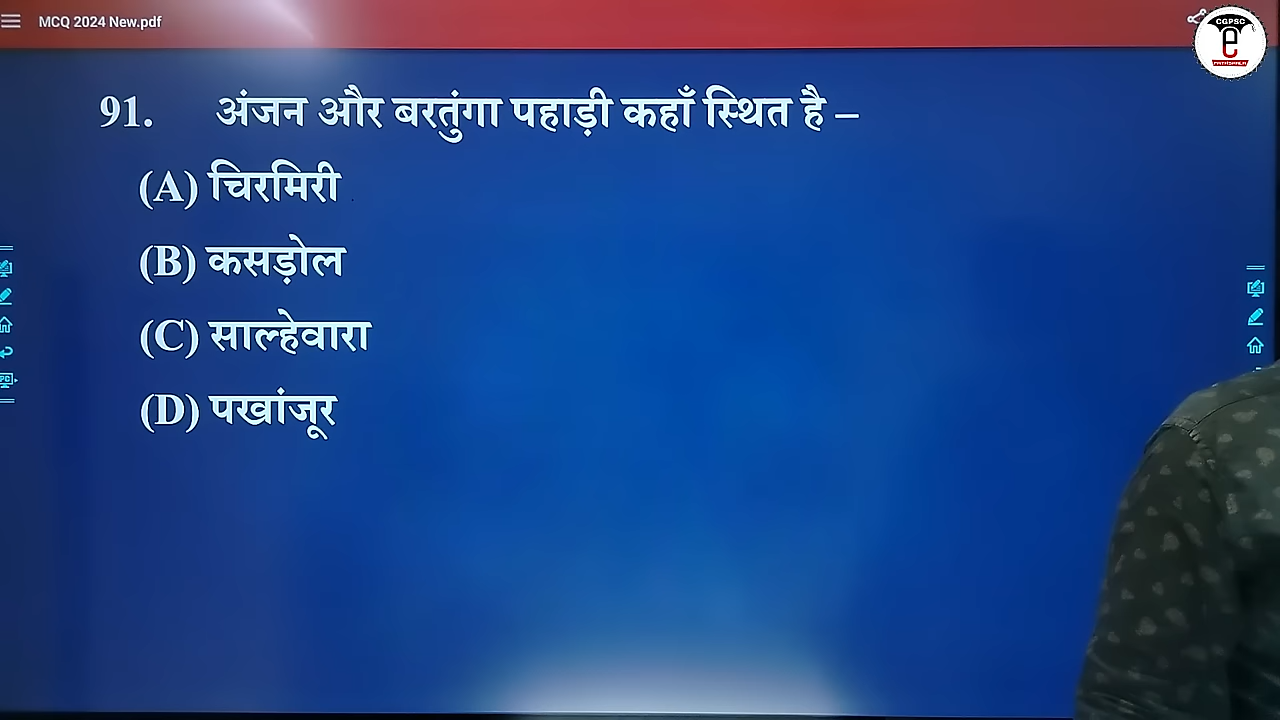 MCQ 2024 New.pdf
CGPSC
e
91. अंजन और बरतुंगा पहाड़ी कहाँ स्थित है –
(A) चिरमिरी
(B) कसड़ोल
(C) साल्हेवारा
(D) पखांजूर